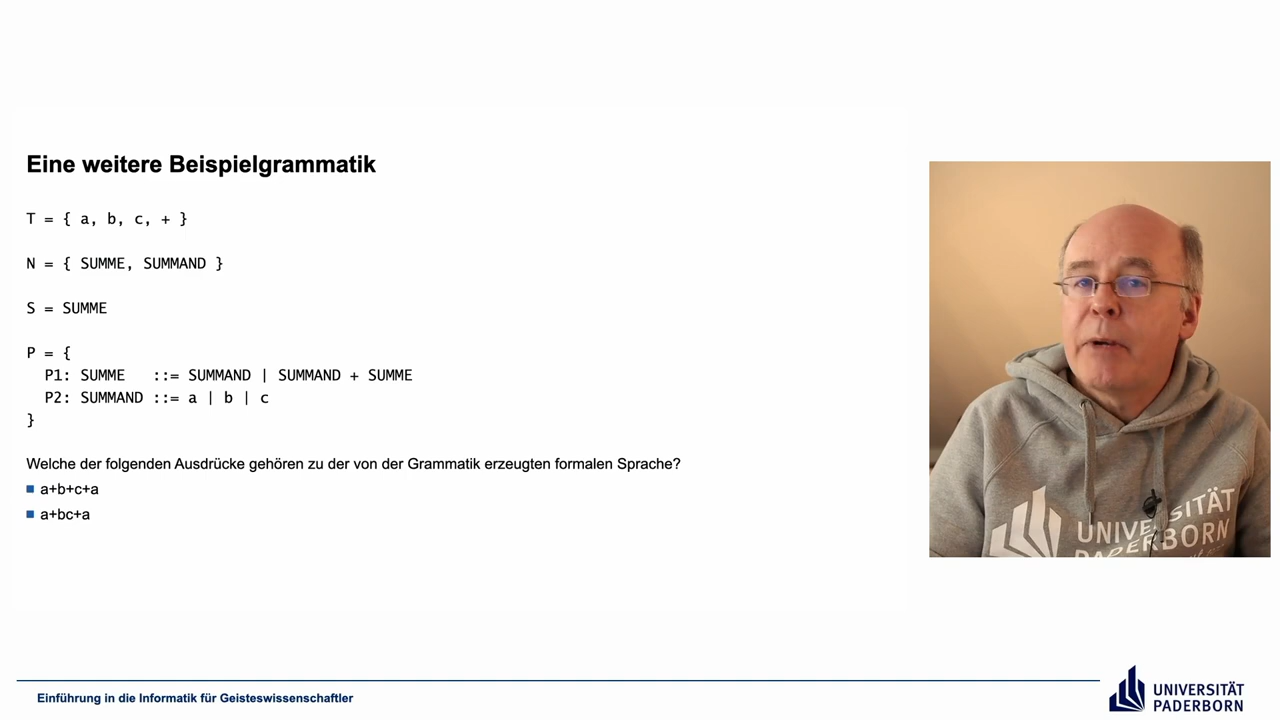 Eine weitere Beispielgrammatik
T = { a, b, c, + }
N = { SUMME, SUMMAND }
S = SUMME
P = {
P1: SUMME ::= SUMMAND | SUMMAND + SUMME
P2: SUMMAND ::= a | b | c
}
Welche der folgenden Ausdrücke gehören zu der von der Grammatik erzeugten formalen Sprache?
a+b+c+a
a+bc+a
UNIVERSITÄT
PADERBORN
Einführung in die Informatik für Geisteswissenschaftler
UNIVERSITÄT
PADERBORN